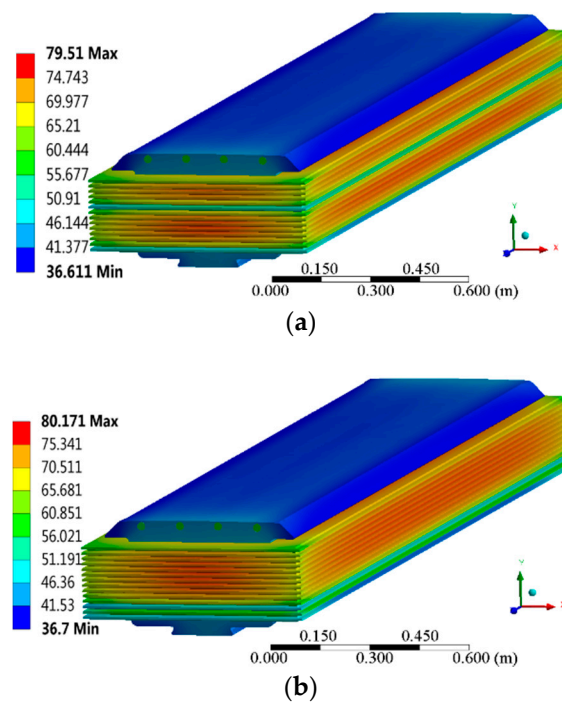 79.51 Max
74.743
69.977
65.21
60.444
55.677
50.91
46.144
41.377
36.611 Min
Y
X
0.150 0.450
0.000 0.300 0.600 (m)
(a)
80.171 Max
75.341
70.511
65.681
60.851
56.021
51.191
46.36
41.53
36.7 Min
Y
X
0.150 0.450
0.000 0.300 0.600 (m)
(b)